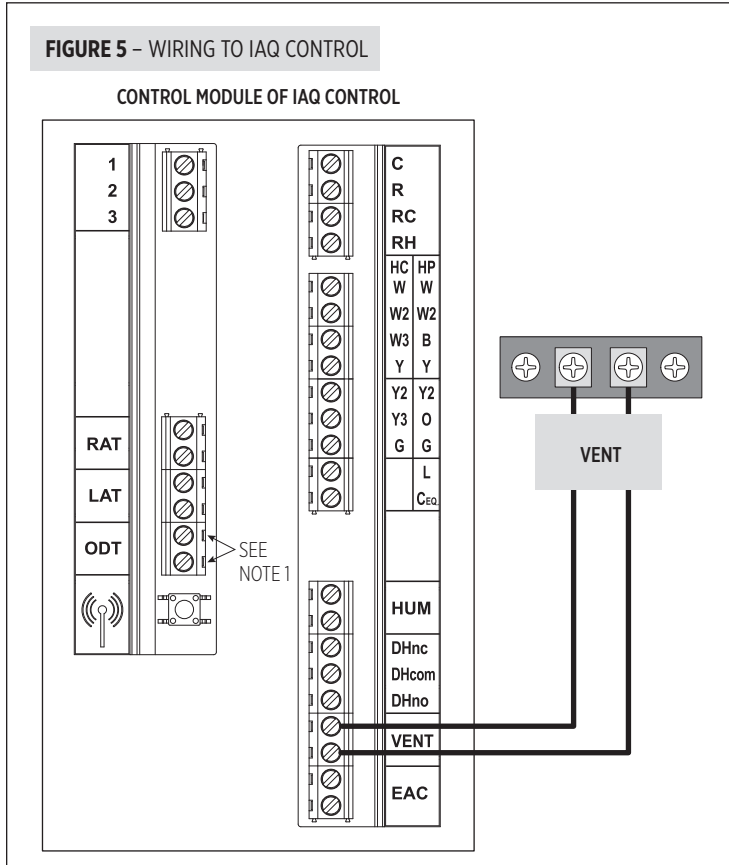 FIGURE 5 – WIRING TO IAQ CONTROL
CONTROL MODULE OF IAQ CONTROL
1
2
3
RAT
LAT
ODT
SEE
NOTE 1
C
R
RC
RH
HC HP
W W
W2 W2
W3 B
Y Y
Y2 Y2
Y3 O
G G
L
CEQ.
HUM
DHnc
DHcom
DHno
VENT
EAC
VENT